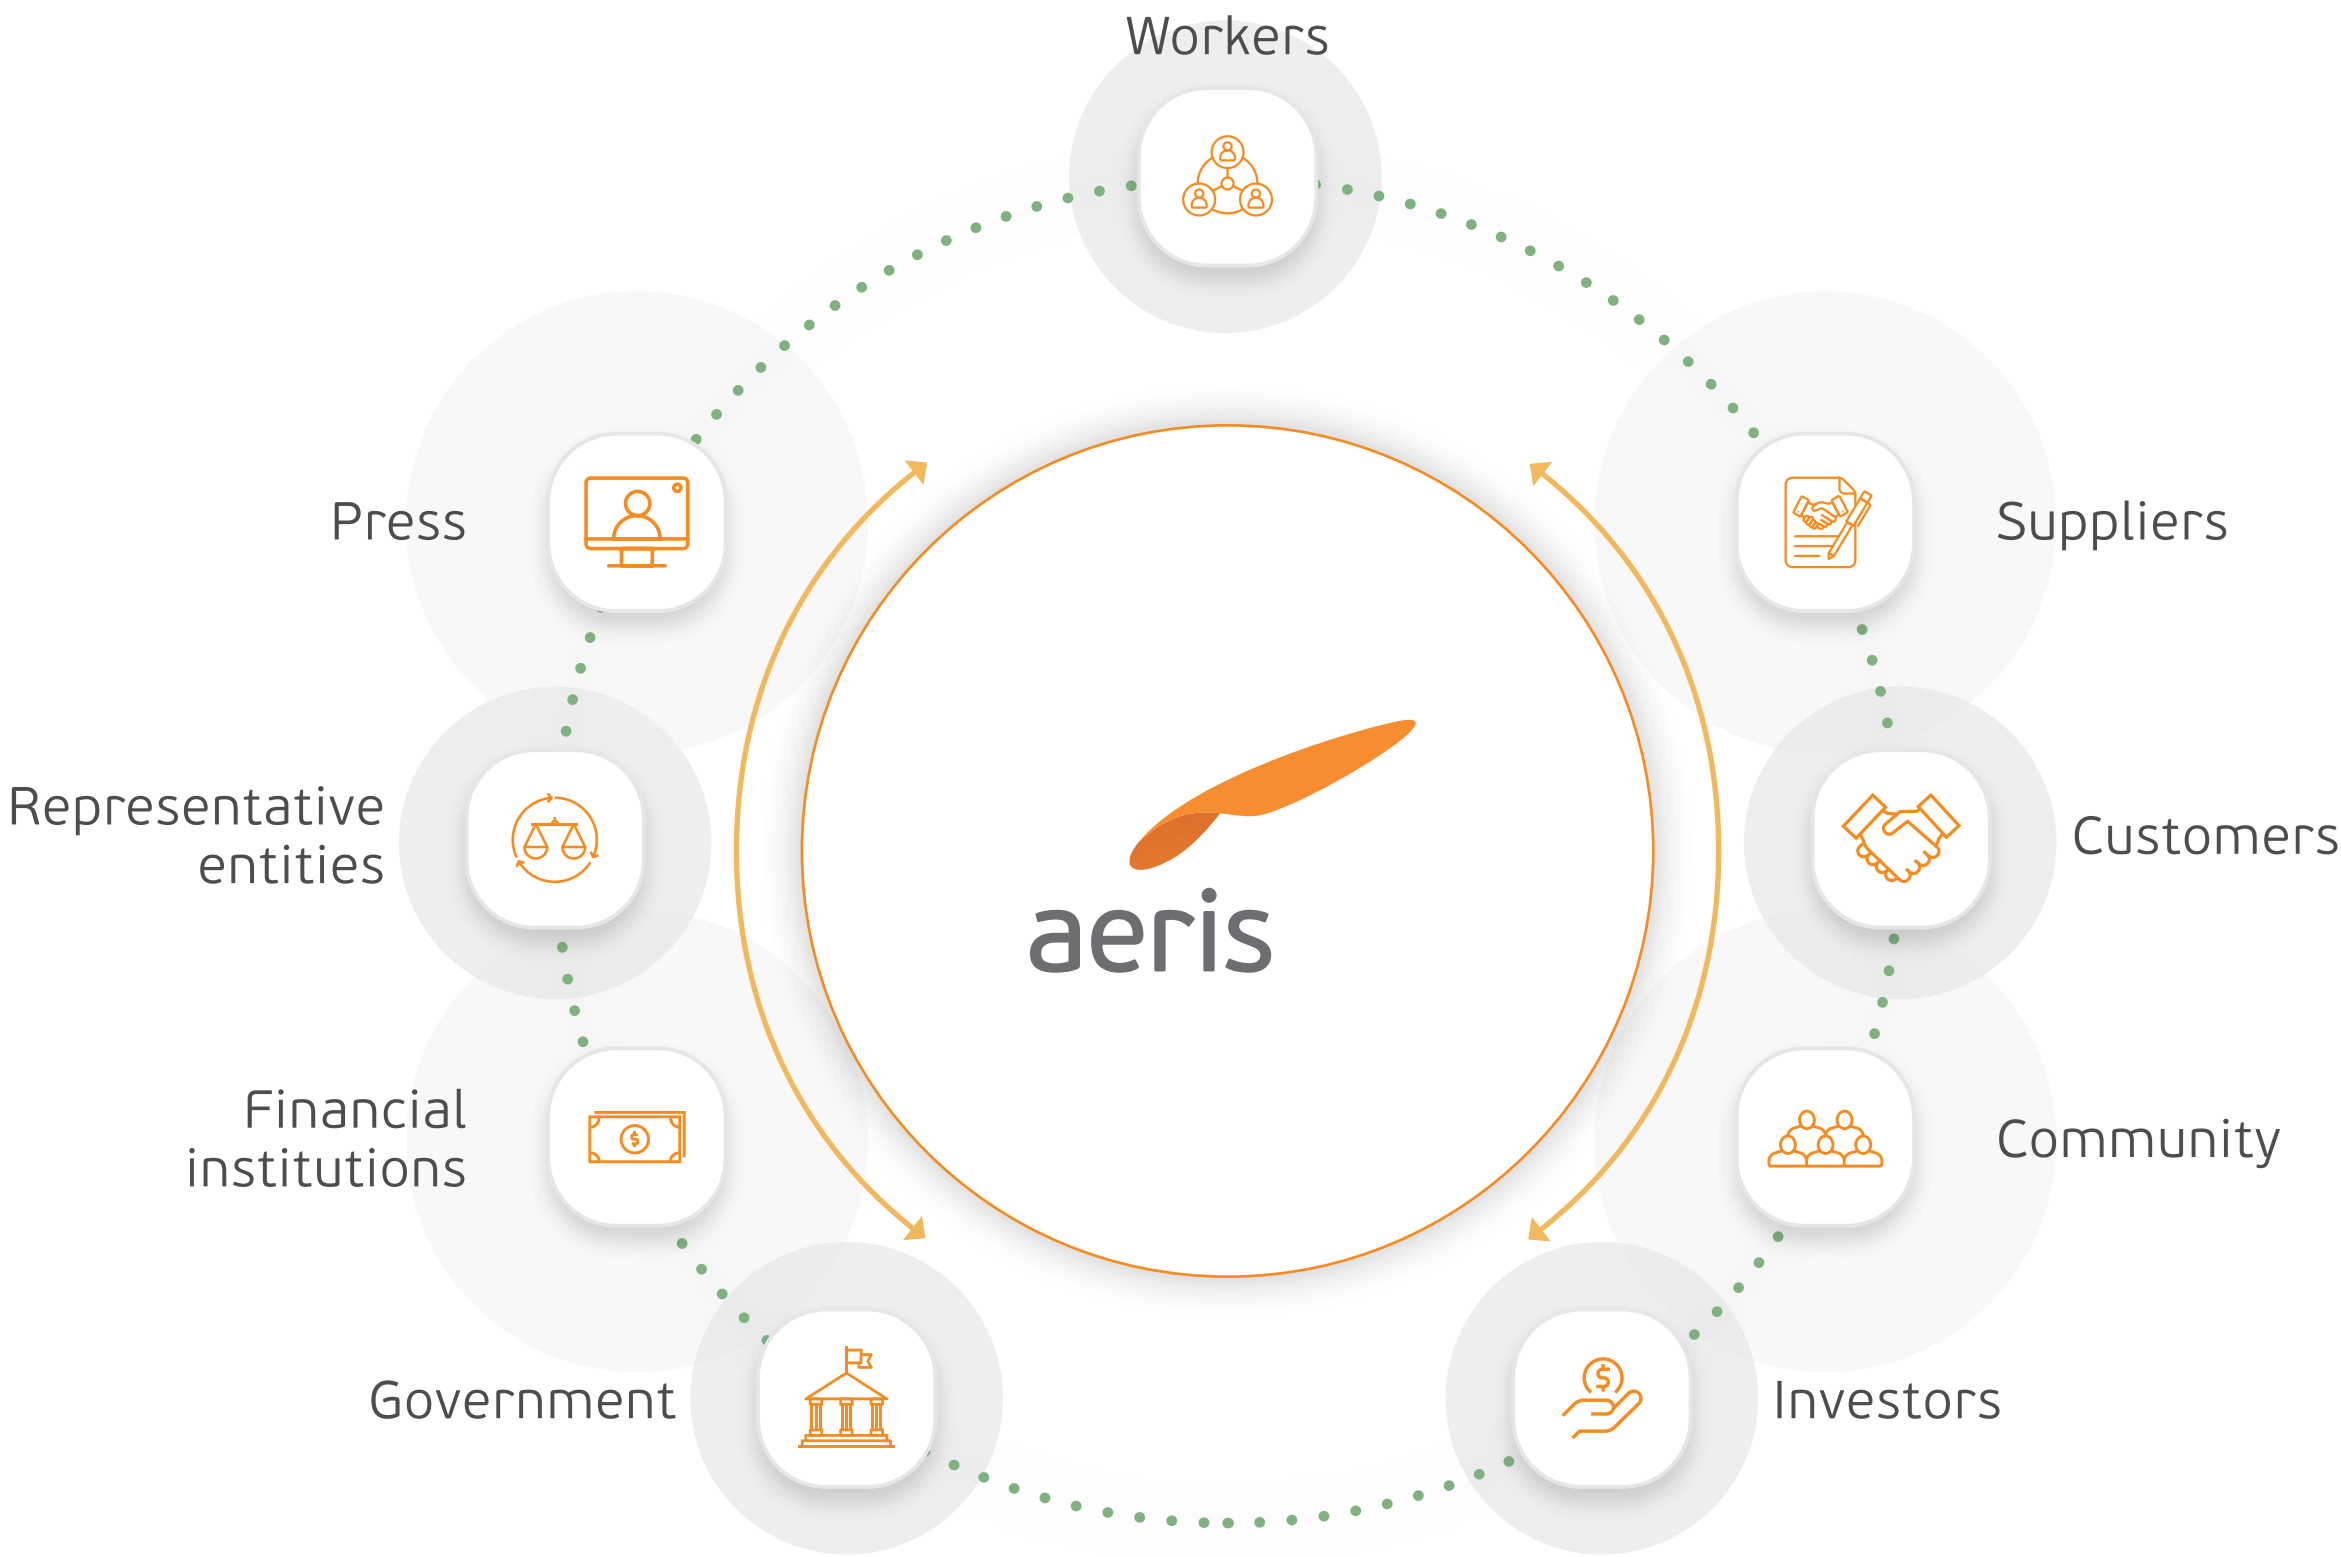 Workers
Press
Suppliers
Representative
entities
Customers
aeris
Financial
institutions
Community
Government
Investors